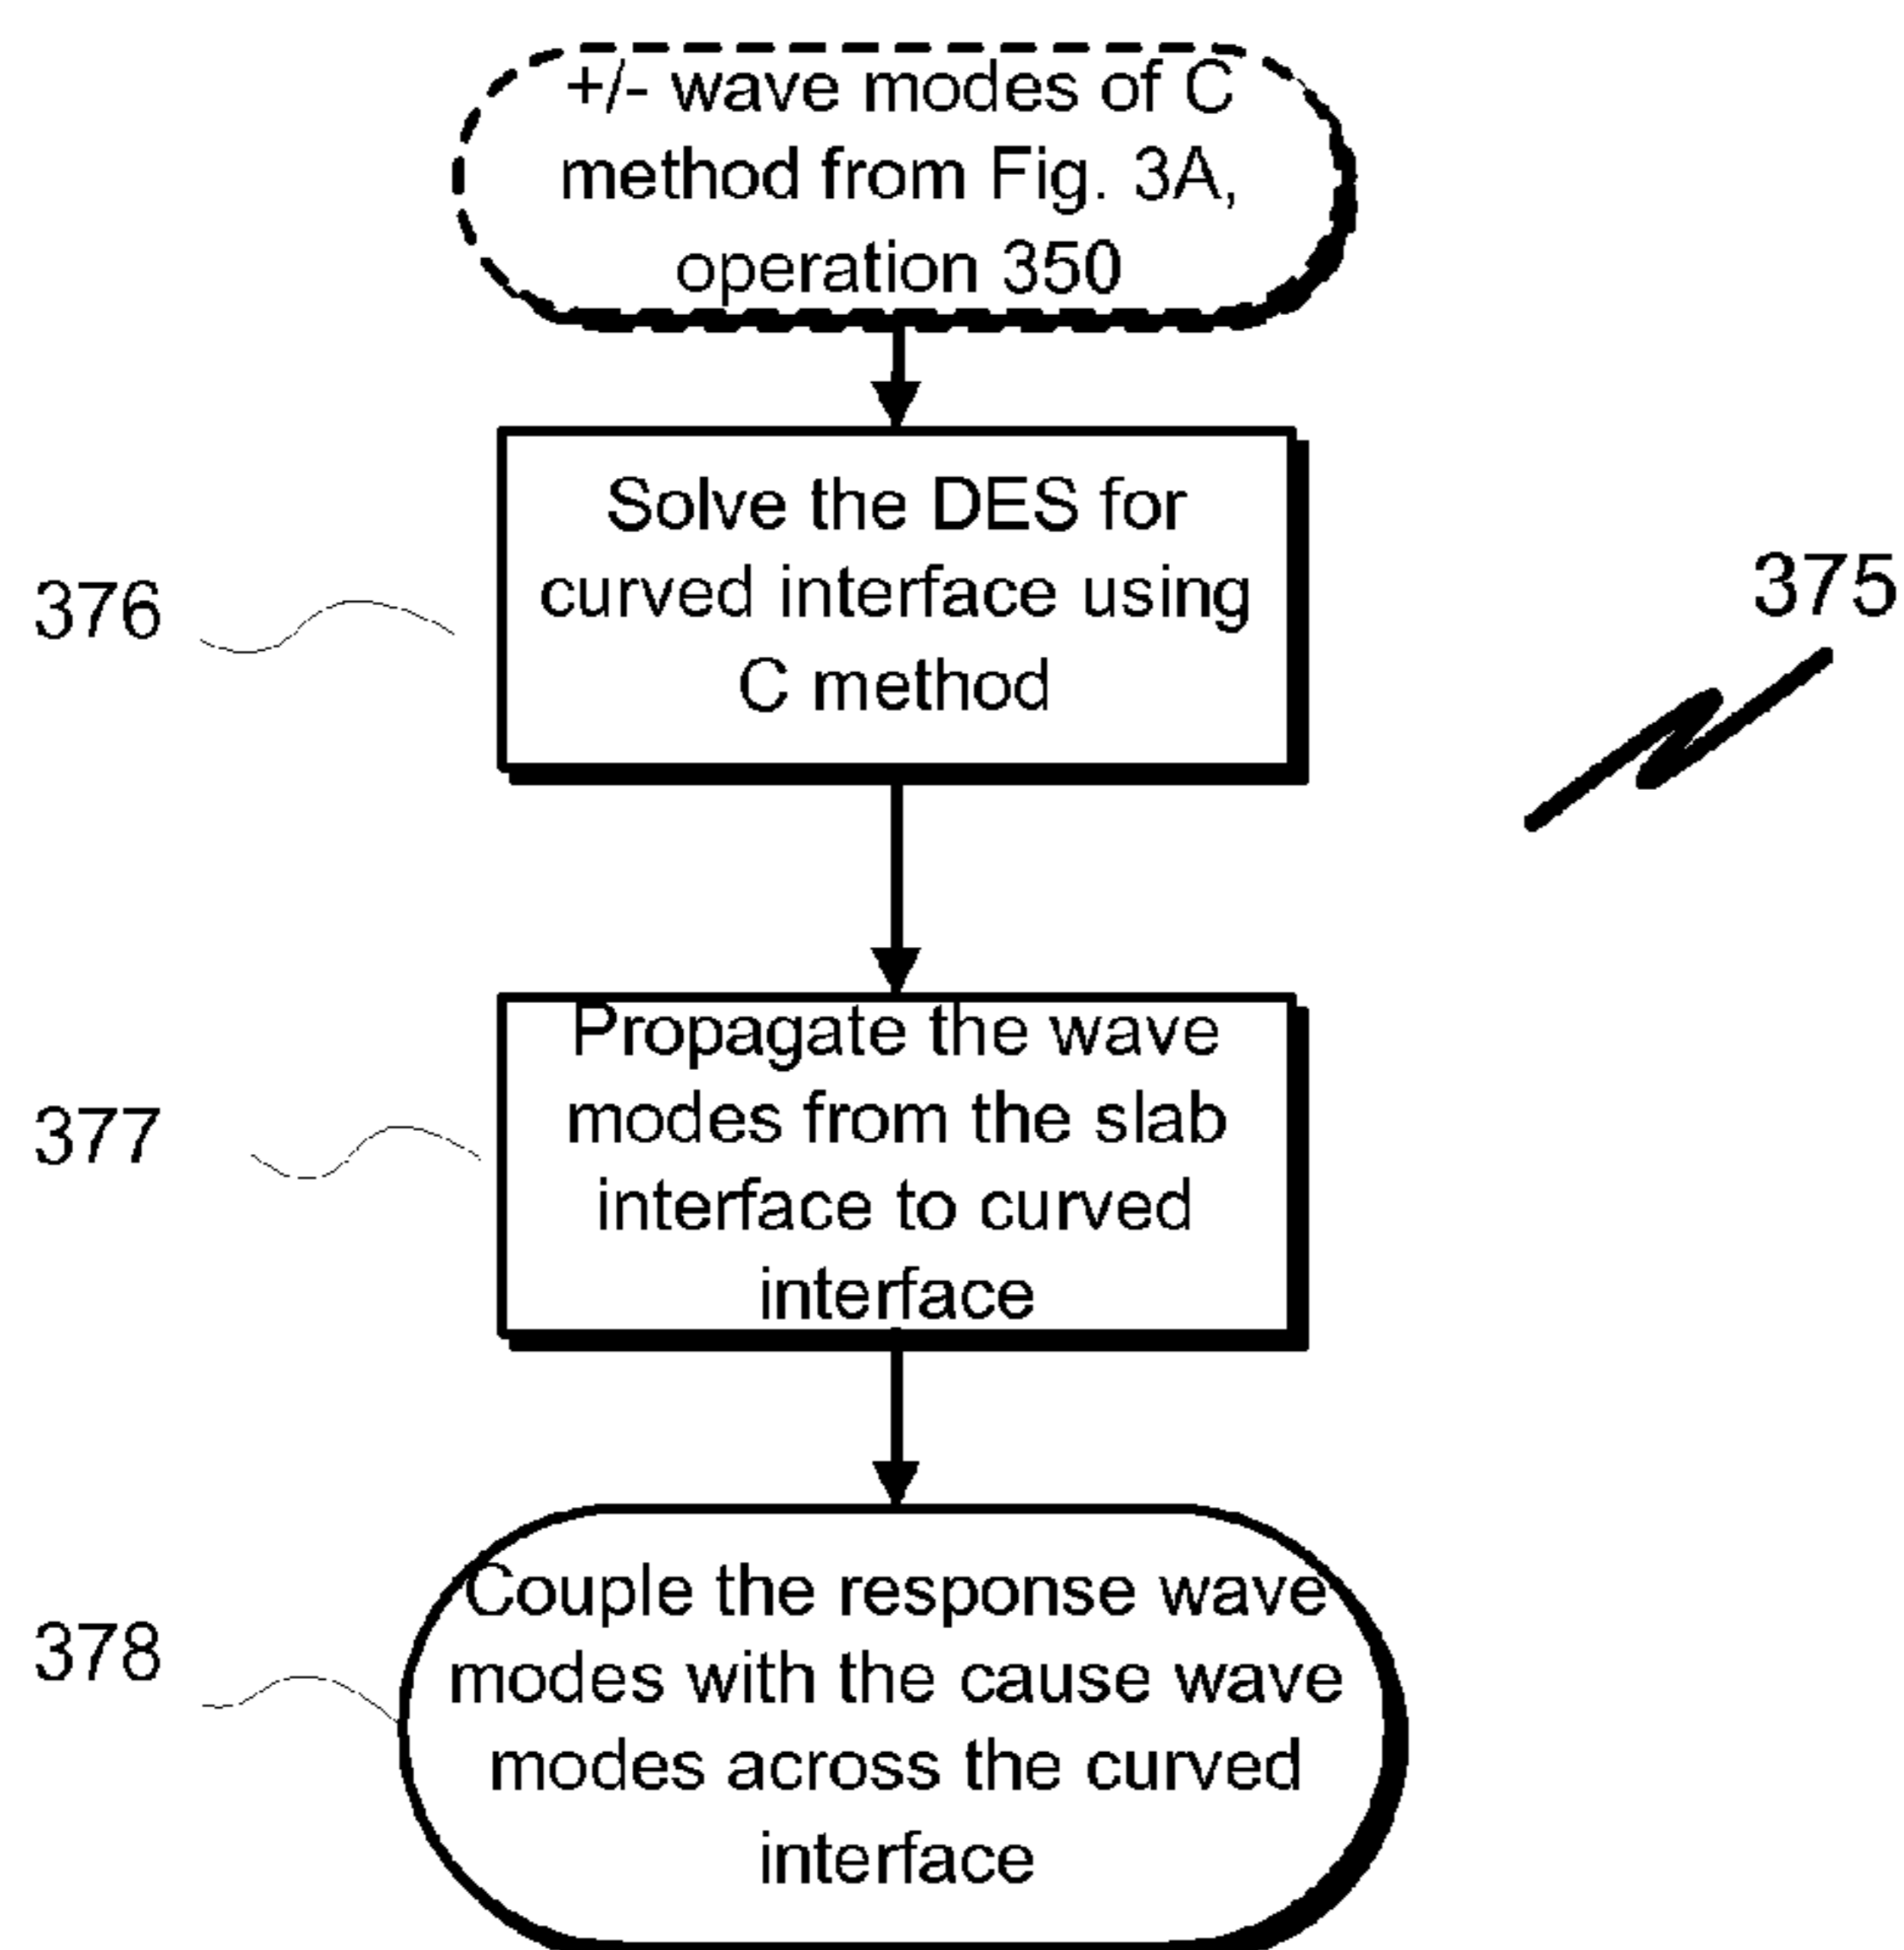 +/- wave modes of C
method from Fig. 3A,
operation 350
Solve the DES for
curved interface using
C method
376
375
Propagate the wave
modes from the slab
interface to curved
interface
377
Couple the response wave
modes with the cause wave
modes across the curved
interface
378